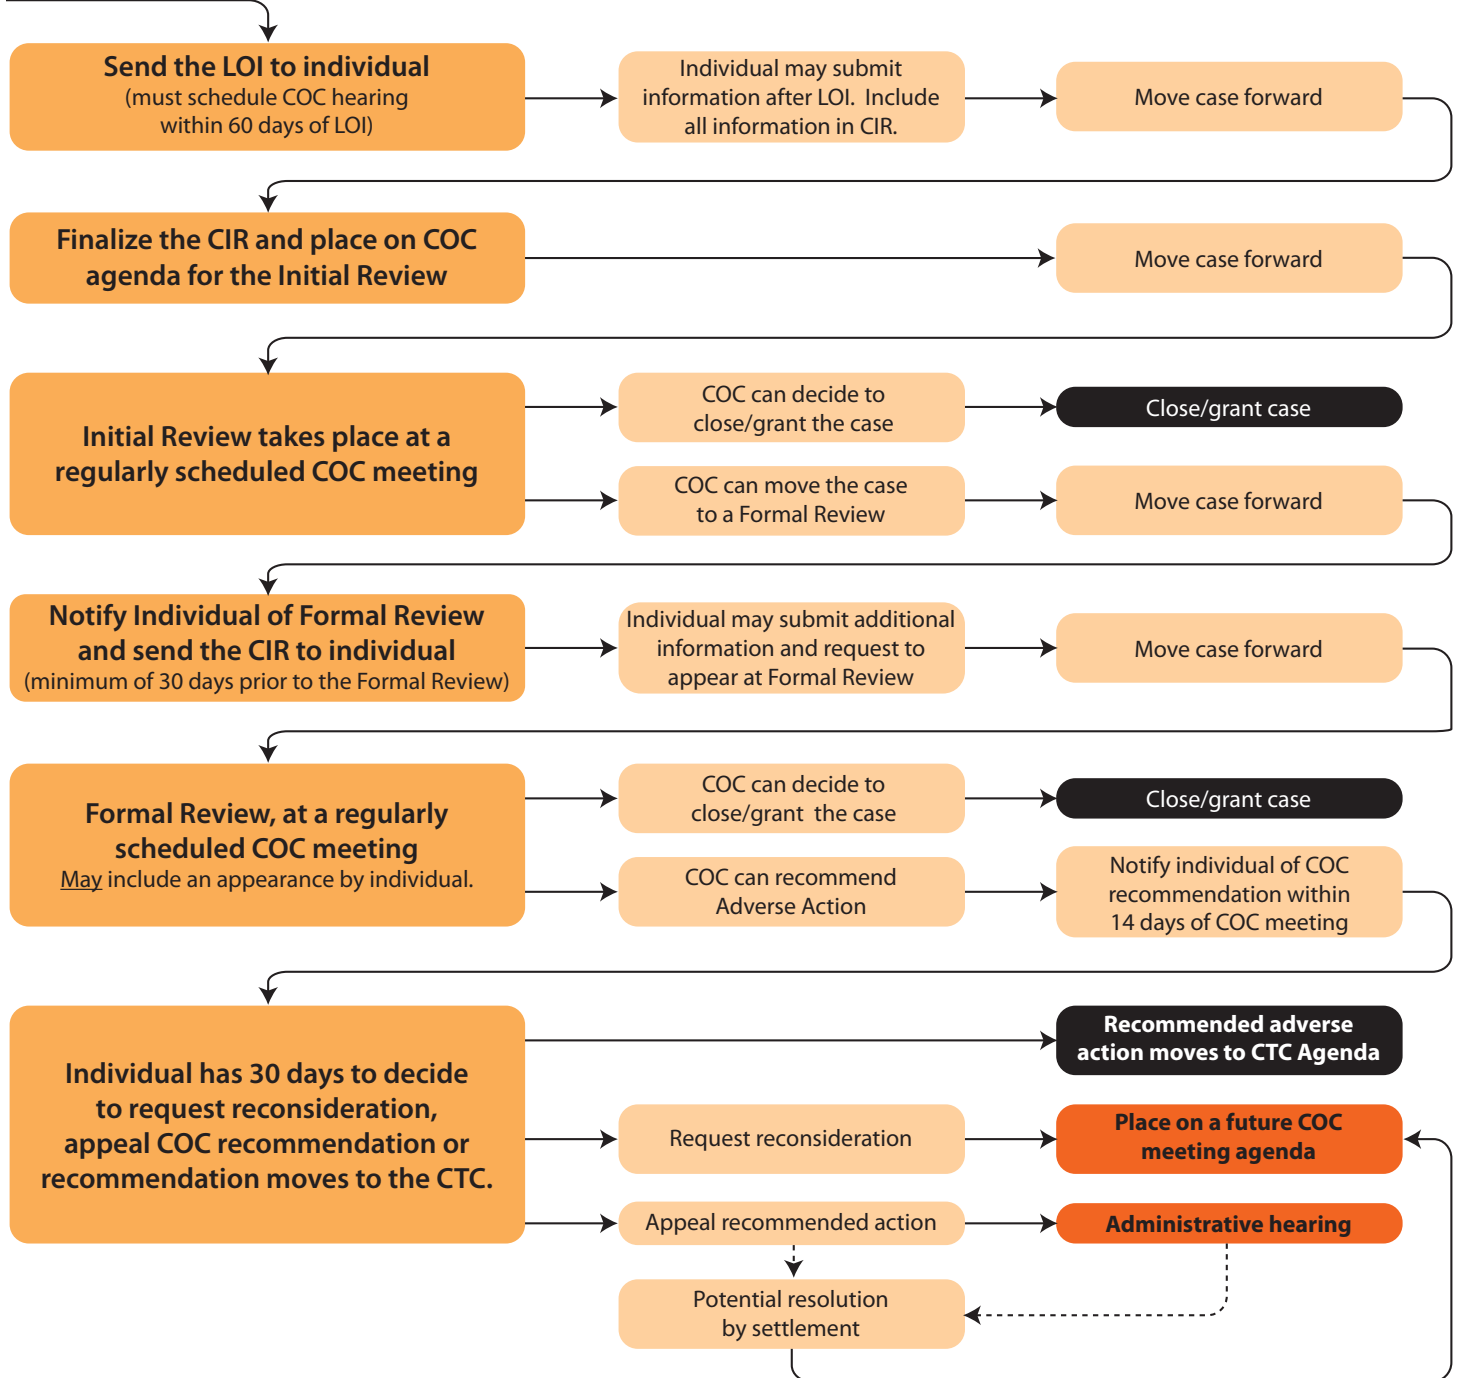 Send the LOI to individual
(must schedule COC hearing
within 60 days of LOI)
Individual may submit
information after LOI. Include
all information in CIR.
Move case forward
Finalize the CIR and place on COC
agenda for the Initial Review
Move case forward
Initial Review takes place at a
regularly scheduled COC meeting
COC can decide to
close/grant the case
Close/grant case
COC can move the case
to a Formal Review
Move case forward
Notify Individual of Formal Review
and send the CIR to individual
(minimum of 30 days prior to the Formal Review)
Individual may submit additional
information and request to
appear at Formal Review
Move case forward
Formal Review, at a regularly
scheduled COC meeting
May include an appearance by individual.
COC can decide to
close/grant the case
Close/grant case
COC can recommend
Adverse Action
Notify individual of COC
recommendation within
14 days of COC meeting
Individual has 30 days to decide
to request reconsideration,
appeal COC recommendation or
recommendation moves to the CTC.
Recommended adverse
action moves to CTC Agenda
Request reconsideration
Place on a future COC
meeting agenda
Appeal recommended action
Administrative hearing
Potential resolution
by settlement